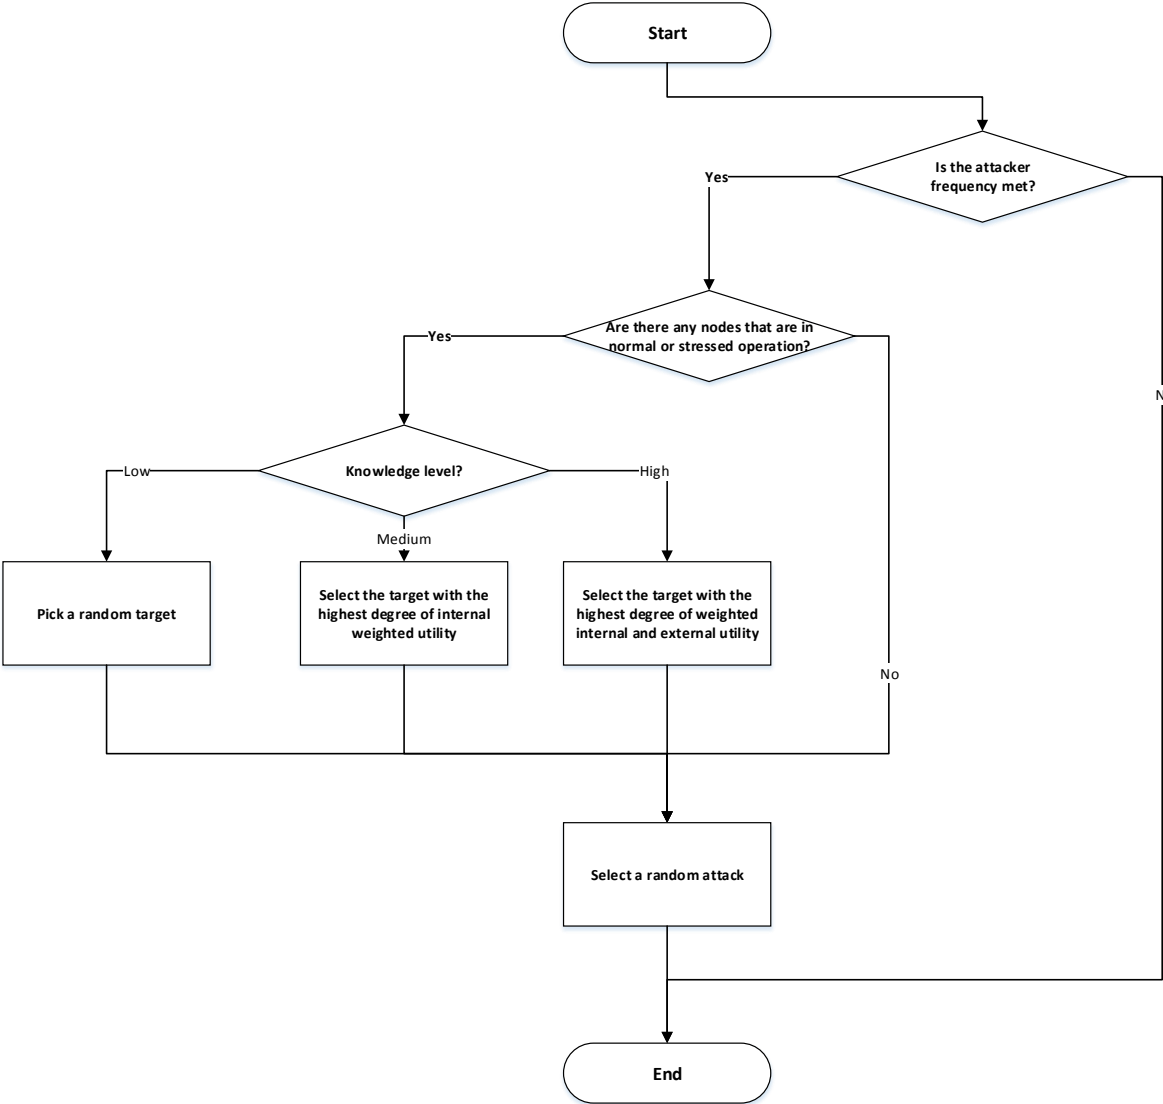 Start
Is the attacker
frequency met?
Yes
Are there any nodes that are in
normal or stressed operation?
Yes
N
Knowledge level?
Low
High
Medium
Pick a random target
Select the target with the
highest degree of internal
weighted utility
Select the target with the
highest degree of weighted
internal and external utility
No
Select a random attack
End